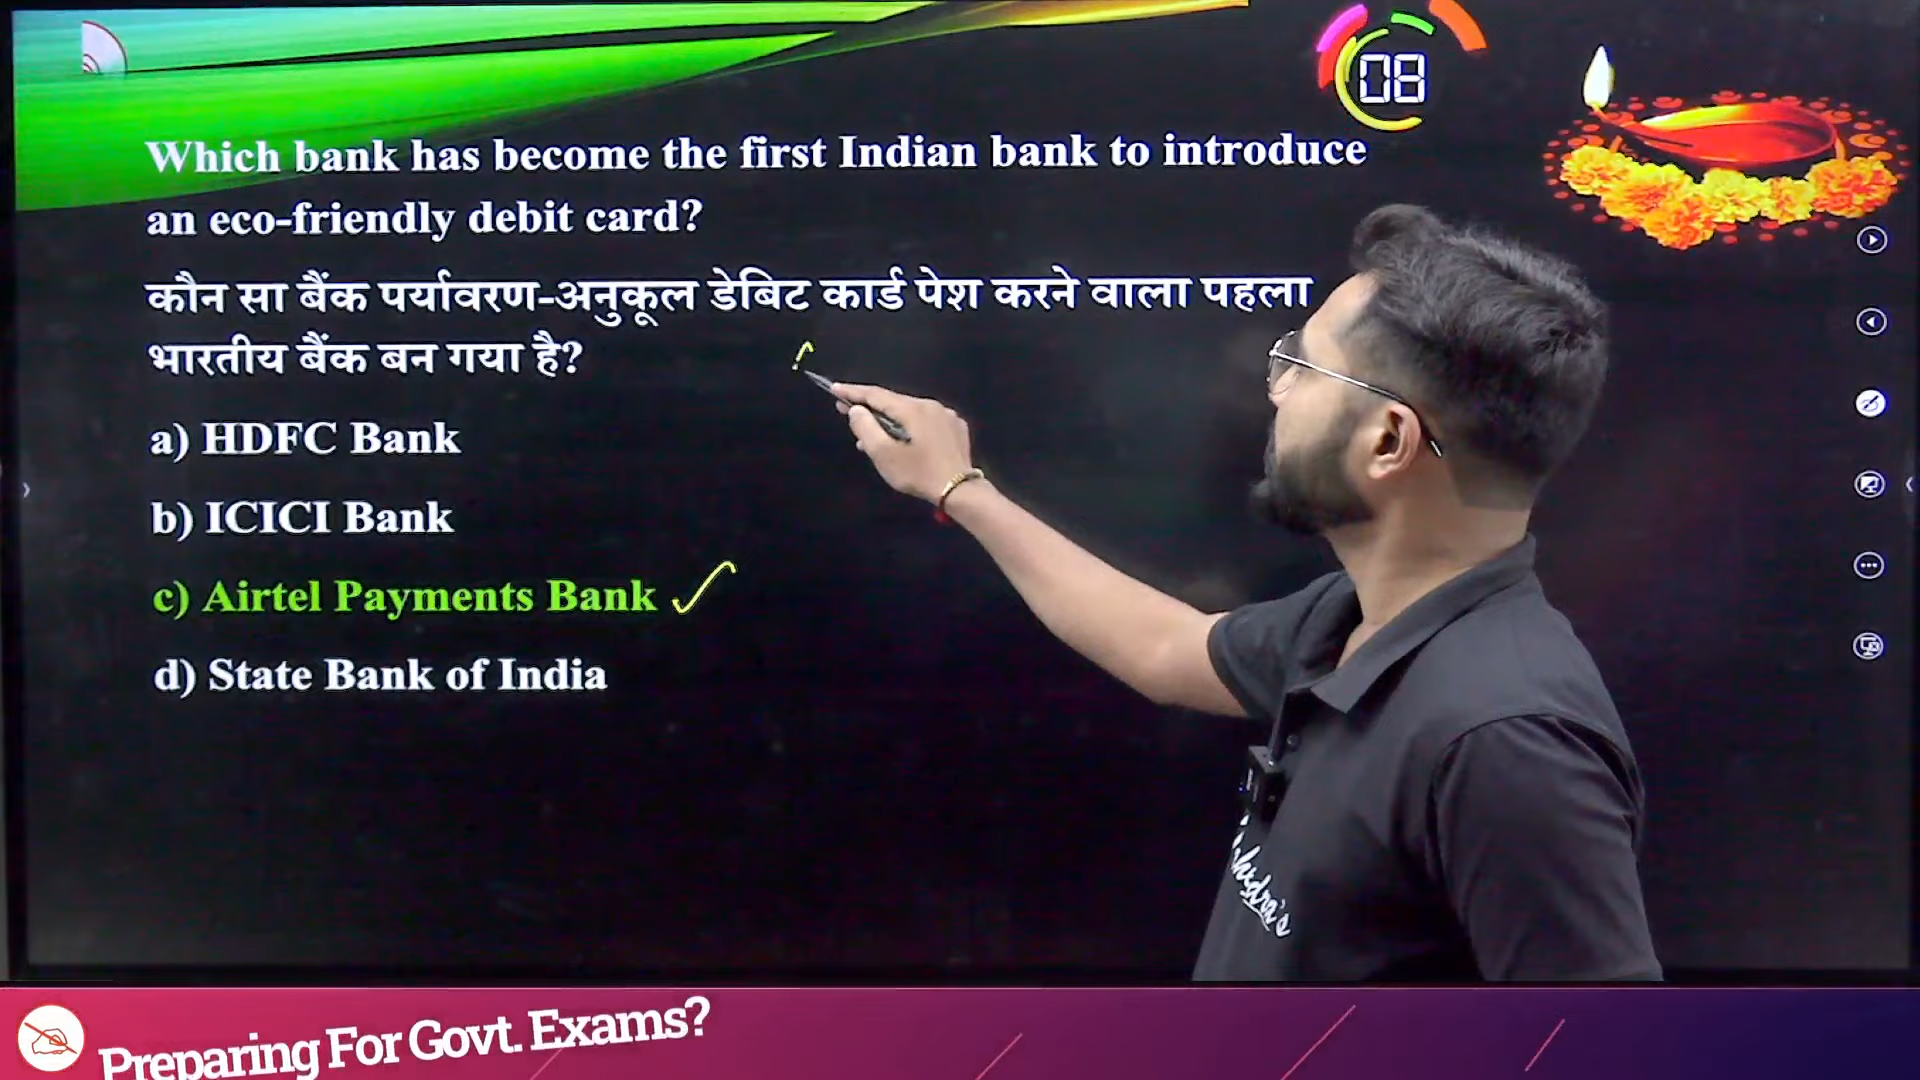 08
Which bank has become the first Indian bank to introduce
an eco-friendly debit card?
कौन सा बैंक पर्यावरण-अनुकूल डेबिट कार्ड पेश करने वाला पहला
भारतीय बैंक बन गया है?
a) HDFC Bank
b) ICICI Bank
c) Airtel Payments Bank
d) State Bank of India
Preparing For Govt. Exams?